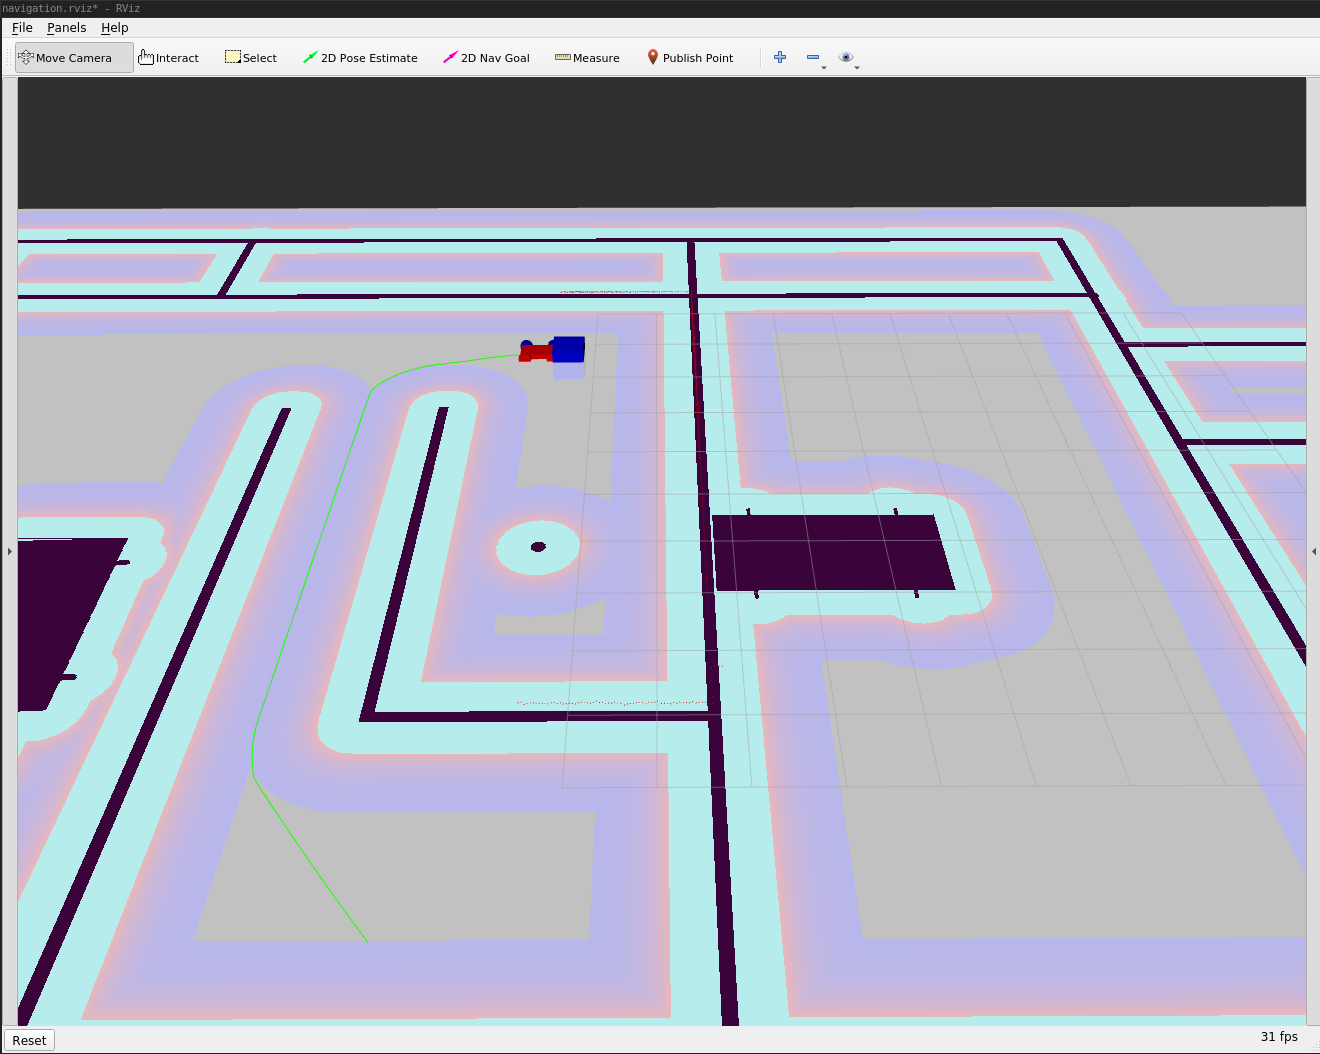 navigation.rviz* - RViz
File Panels Help
Move Camera Interact Select 2D Pose Estimate 2D Nav Goal Measure Publish Point
Reset 31 fps